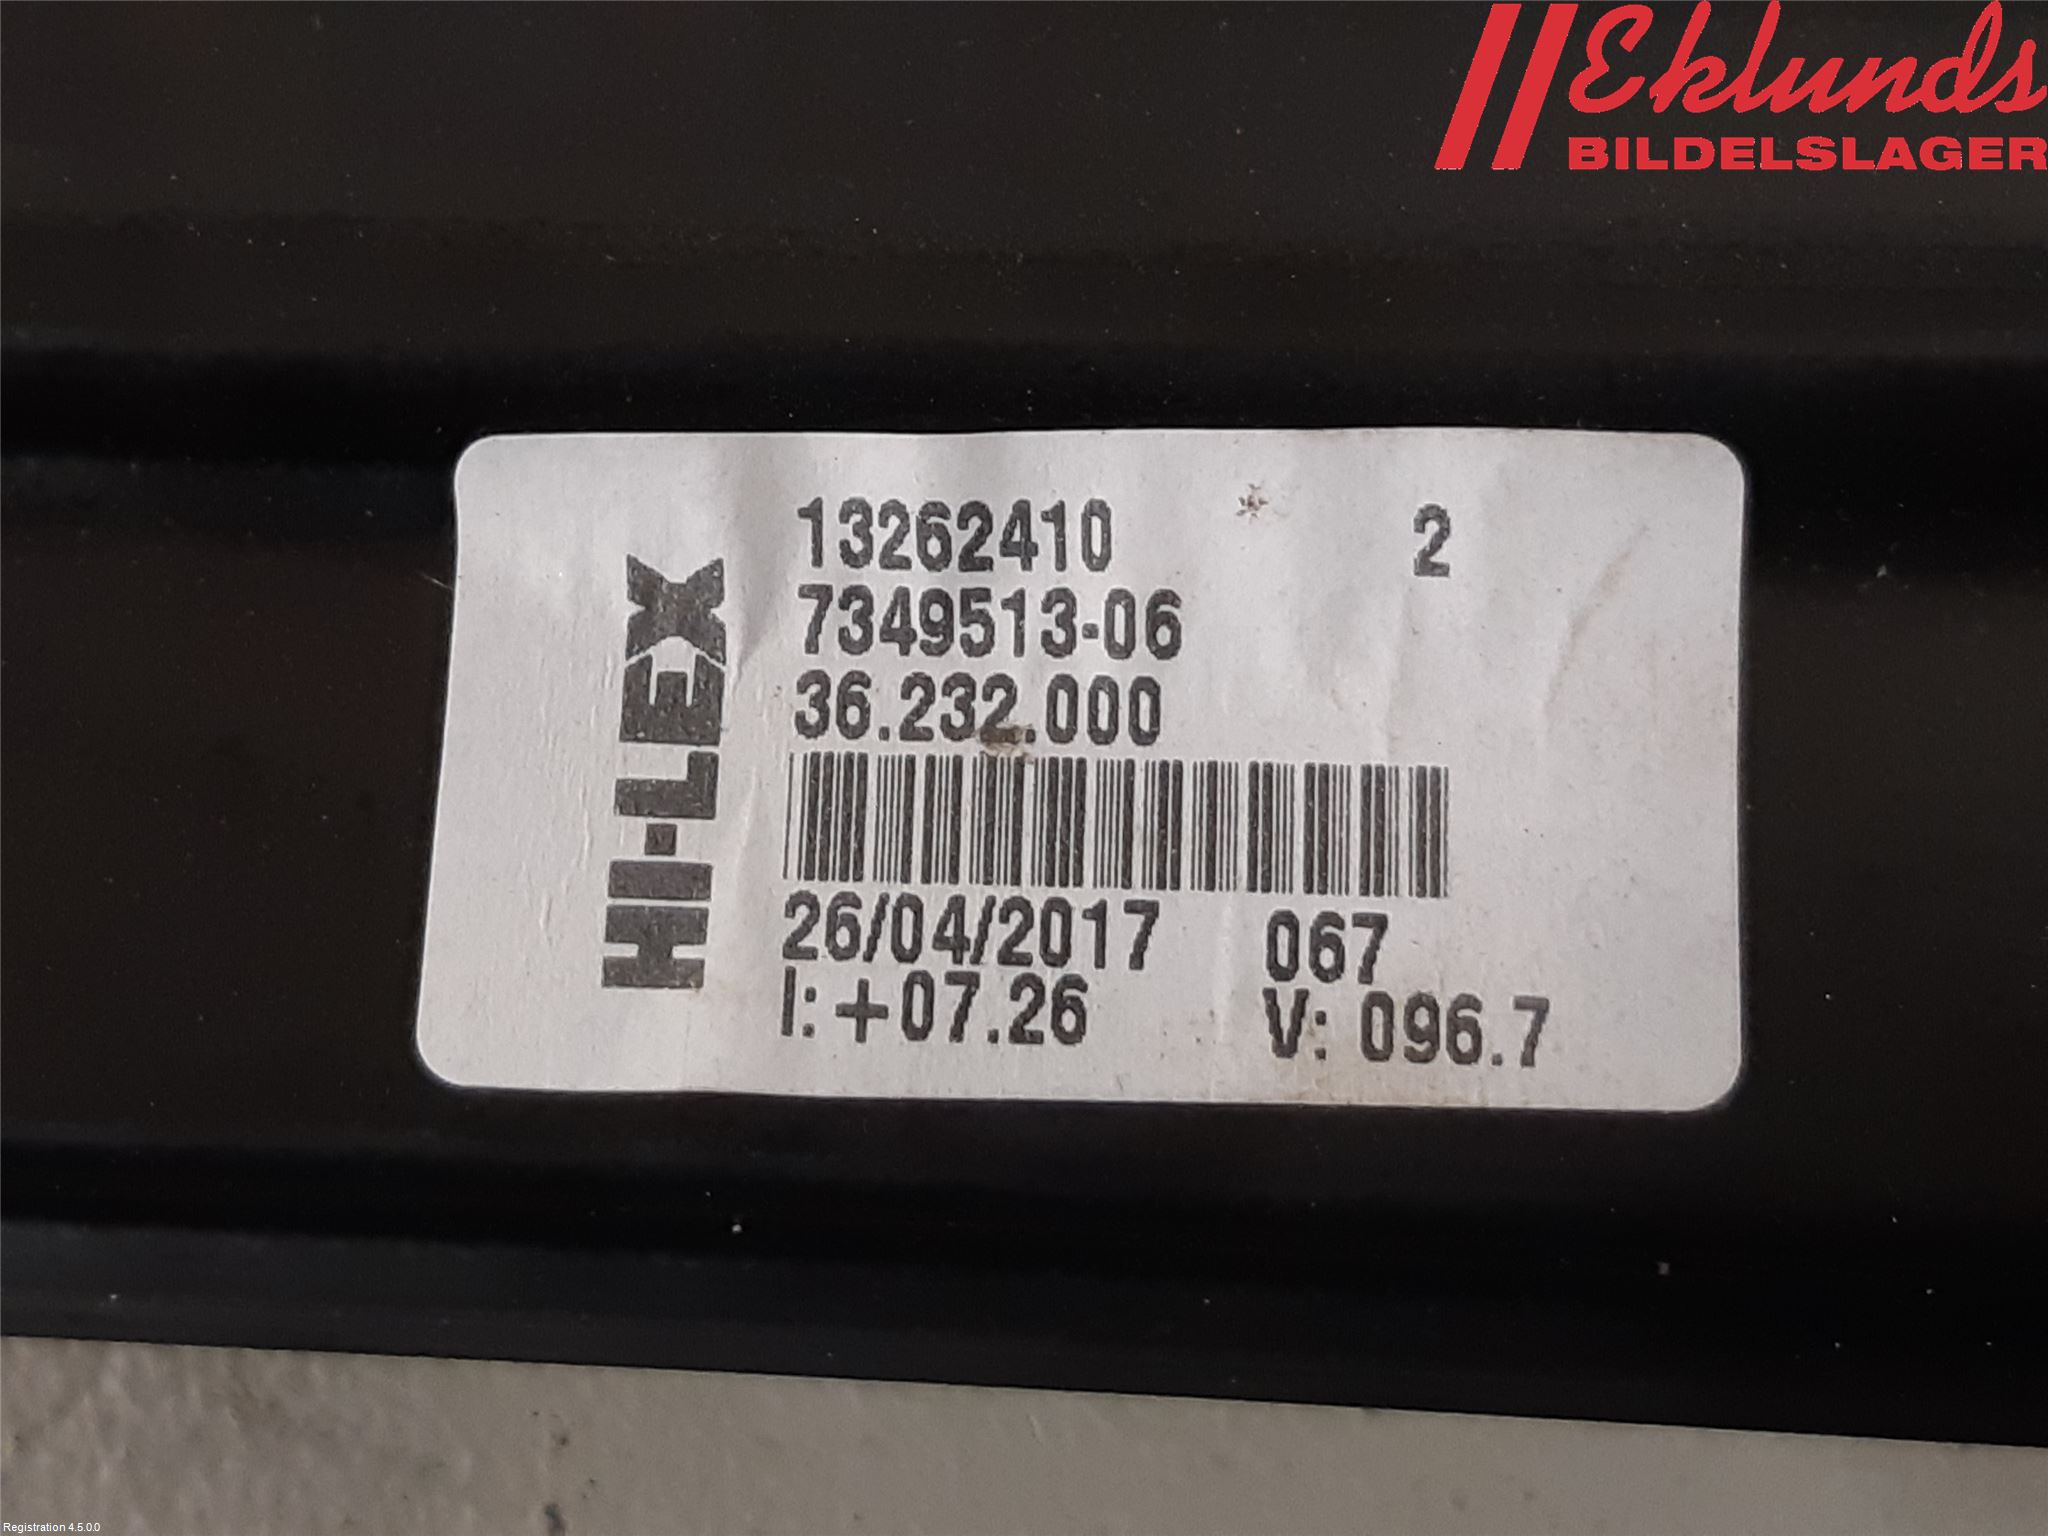 Eklunds
BILDELSLAGER
HI-LEX
13262410 2
7349513-06
36.232.000
26/04/2017 067
I: +07.26 V: 096.7
Registration 4.5.0.0